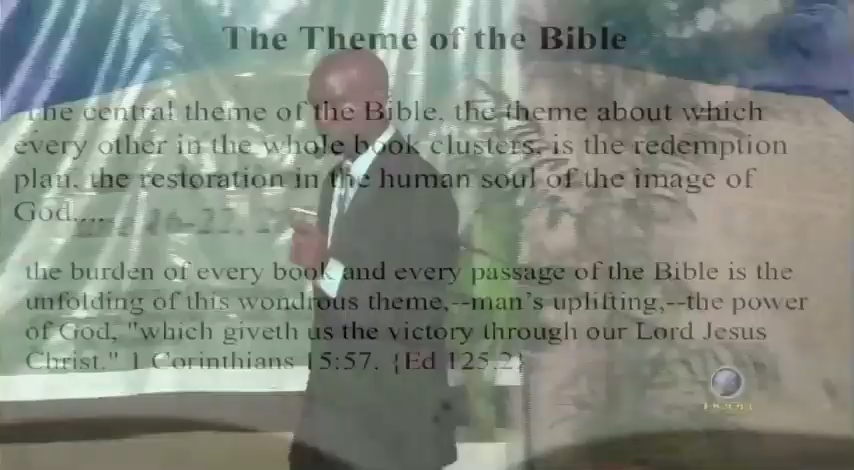 The Theme of the Bible
The central theme of the Bible, the theme about which
every other in the whole book clusters, is the redemption
plan, the restoration in the human soul of the image of
God....
the burden of every book and every passage of the Bible is the
unfolding of this wondrous theme,--man's uplifting,--the power
of God, "which giveth us the victory through our Lord Jesus
Christ." 1 Corinthians 15:57. {Ed 125.2}